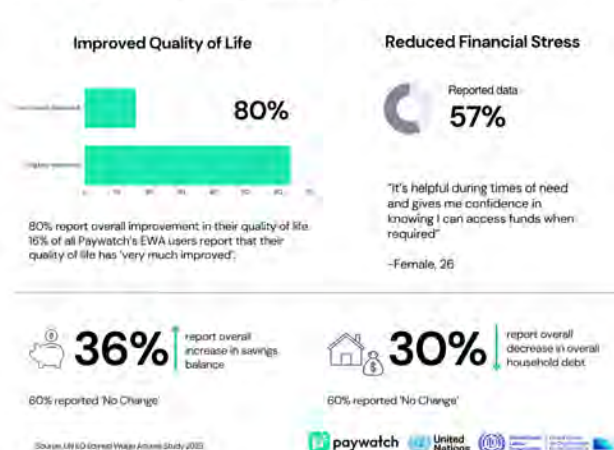 Improved Quality of Life
80%
80% report overall improvement in their quality of life
16% of all Paywatch's EWA users report that their
quality of life has 'very much improved'.
Reduced Financial Stress
Reported data
57%
"It's helpful during times of need
and gives me confidence in
knowing I can access funds when
required"
-Female, 26
36%
report overall
increase in savings
balance
60% reported 'No Change'
30%
report overall
decrease in overall
household debt
60% reported 'No Change'
paywatch
United
Nations